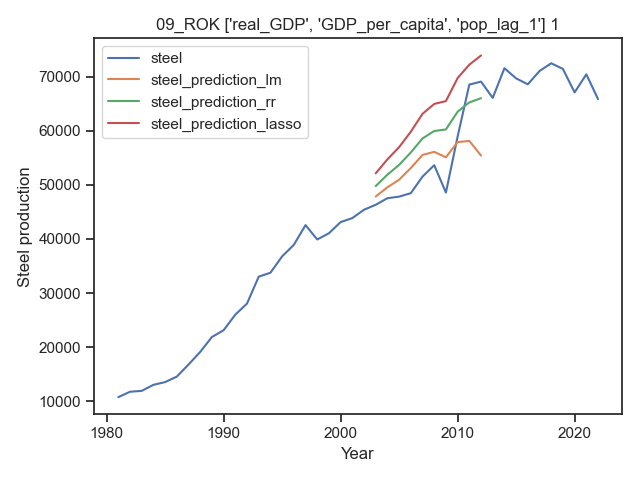 09_ROK ['real_GDP', 'GDP_per_capita', 'pop_lag_1'] 1
steel
steel_prediction_lm
steel_prediction_rr
steel_prediction_lasso
Steel production
70000
60000
50000
40000
30000
20000
10000
1980 1990 2000 2010 2020
Year